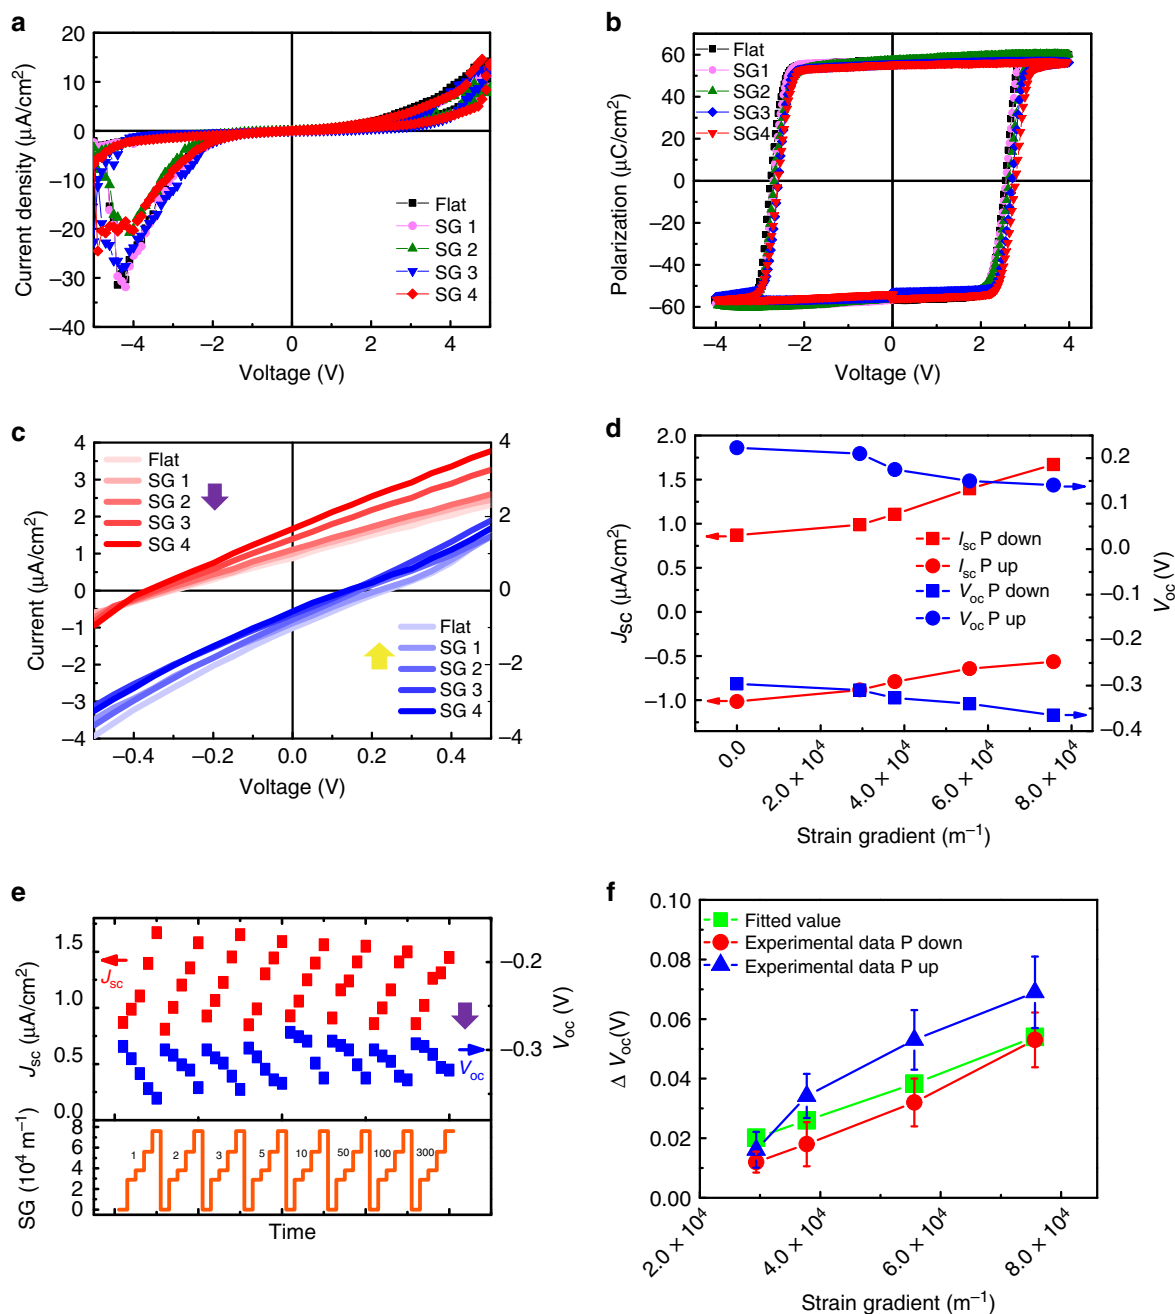 a
20
10
0
−10
−20
−30
−40
−4
−2
0
2
4
Current density (μA/cm2)
Voltage (V)
Flat
SG 1
SG 2
SG 3
SG 4
b
60
40
20
0
−20
−40
−60
−4
−2
0
2
4
Polarization (μC/cm2)
Voltage (V)
Flat
SG1
SG2
SG3
SG4
c
4
3
2
1
0
−1
−2
−3
−4
4
2
0
−2
−4
−0.4
−0.2
0.0
0.2
0.4
Current (μA/cm2)
Voltage (V)
Flat
SG 1
SG 2
SG 3
SG 4
Flat
SG 1
SG 2
SG 3
SG 4
d
2.0
1.5
1.0
0.5
0.0
−0.5
−1.0
0.2
0.1
0.0
−0.1
−0.2
−0.3
−0.4
JSC (μA/cm2)
Voc (V)
Isc P down
Isc P up
Voc P down
Voc P up
0.0
2.0 × 10⁴
4.0 × 10⁴
6.0 × 10⁴
8.0 × 10⁴
Strain gradient (m⁻¹)
e
1.5
1.0
0.5
0.0
Jsc (μA/cm2)
Jsc
−0.2
−0.3
Voc (V)
Voc
8
6
4
2
0
SG (10⁴ m⁻¹)
1
2
3
5
10
50
100
300
Time
f
0.10
0.08
0.06
0.04
0.02
0.00
Δ Voc(V)
Fitted value
Experimental data P down
Experimental data P up
2.0 × 10⁴
4.0 × 10⁴
6.0 × 10⁴
8.0 × 10⁴
Strain gradient (m⁻¹)